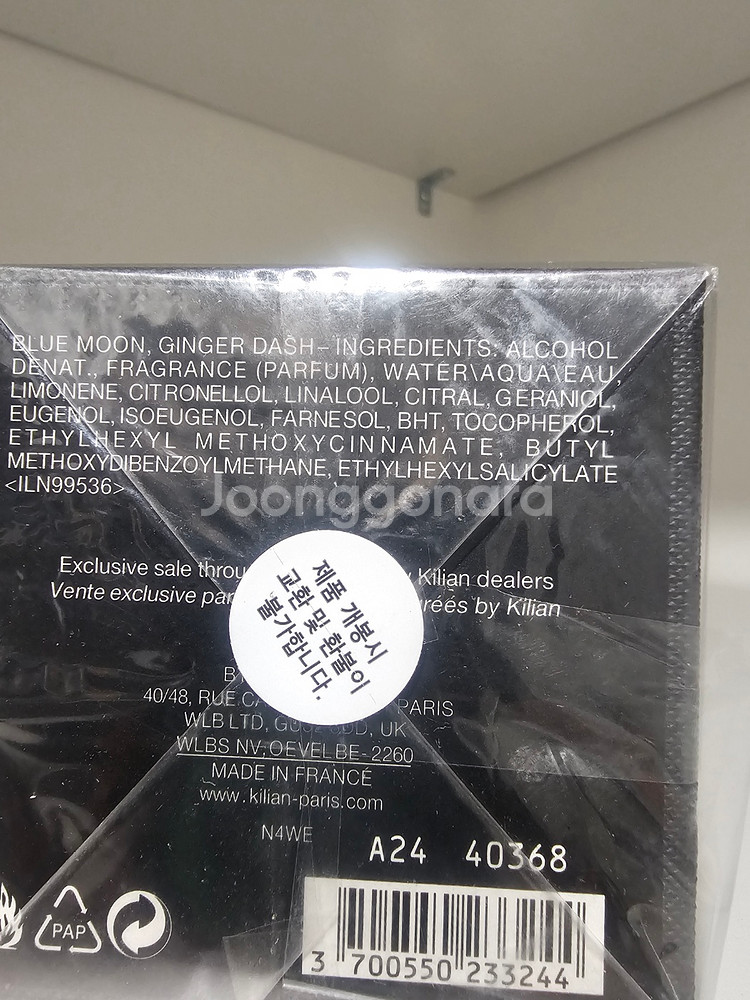 BLUE MOON, GINGER DASH – INGREDIENTS: ALCOHOL
DENAT., FRAGRANCE (PARFUM), WATER\AQUA\EAU,
LIMONENE, CITRONELLOL, LINALOOL, CITRAL, GERANIOL,
EUGENOL, ISOEUGENOL, FARNESOL, BHT, TOCOPHEROL,
ETHYLHEXYL METHOXYCINNAMATE, BUTYL
METHOXYDIBENZOYLMETHANE, ETHYLHEXYLSALICYLATE
<ILN99536>
Joonggonara
Exclusive sale Kilian dealers
Vente exclusive by Kilian
제품 개봉시
교환 및 환불이
불가합니다.
40/48, RUE PARIS
WLB LTD, UK
WLBS NV, OEVEL BE-2260
MADE IN FRANCE
www.kilian-paris.com
N4WE
A24 40368
PAP
3 700550 233244